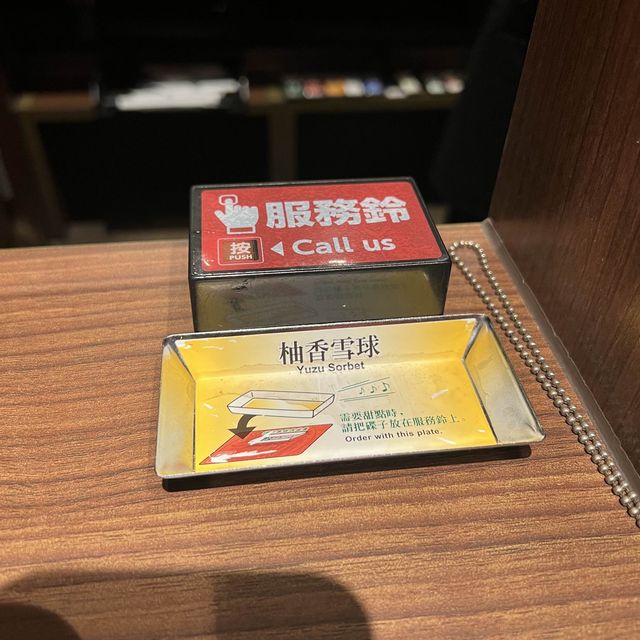 服務鈴
按
PUSH
Call us
柚香雪球
Yuzu Sorbet
需要甜點時，
請把碟子放在服務鈴上。
Order with this plate.